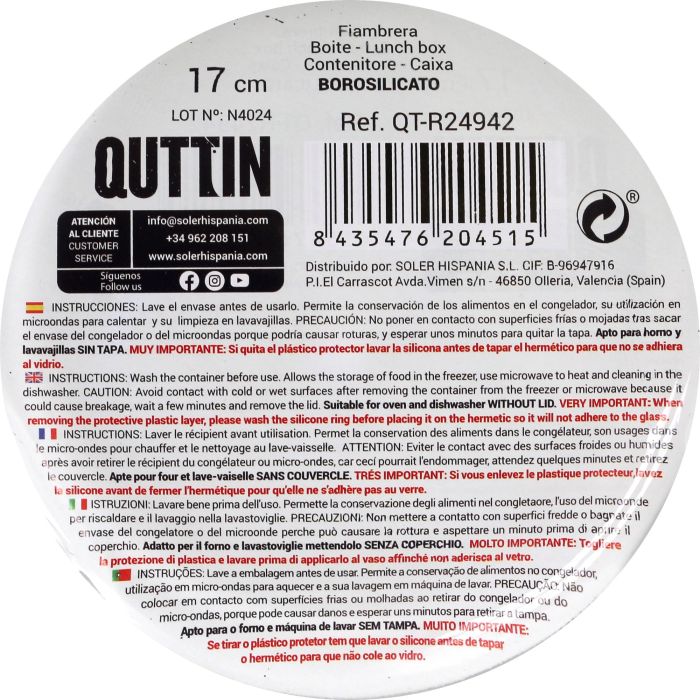 Fiambrera
Boite - Lunch box
Contenitore - Caixa
BOROSILICATO
17 cm
LOT Nº: N4024
Ref. QT-R24942
QUTTIN
ATENCIÓN
AL CLIENTE
CUSTOMER
SERVICE
info@solerhispania.com
+34 962 208 151
www.solerhispania.com
Síguenos
Follow us
8 435476 204515
®
Distribuido por: SOLER HISPANIA S.L. CIF: B-96947916
P.I.El Carrascot Avda.Vimen s/n - 46850 Olleria, Valencia (Spain)
INSTRUCCIONES: Lave el envase antes de usarlo. Permite la conservación de los alimentos en el congelador, su utilización en
microondas para calentar y su limpieza en lavavajillas. PRECAUCIÓN: No poner en contacto con superficies frías o mojadas tras sacar
el envase del congelador o del microondas porque podría causar roturas, y esperar unos minutos para quitar la tapa. Apto para horno y
lavavajillas SIN TAPA. MUY IMPORTANTE: Si quita el plástico protector lavar la silicona antes de tapar el hermético para que no se adhiera
al vidrio.
INSTRUCTIONS: Wash the container before use. Allows the storage of food in the freezer, use microwave to heat and cleaning in the
dishwasher. CAUTION: Avoid contact with cold or wet surfaces after removing the container from the freezer or microwave because it
could cause breakage, wait a few minutes and remove the lid. Suitable for oven and dishwasher WITHOUT LID. VERY IMPORTANT: When
removing the protective plastic layer, please wash the silicone ring before placing it on the hermetic so it will not adhere to the glass.
INSTRUCTIONS: Laver le récipient avant utilisation. Permet la conservation des aliments dans le congélateur, son usages dans
le micro-ondes pour chauffer et le nettoyage au lave-vaisselle. ATTENTION: Eviter le contact avec des surfaces froides ou humides
après avoir retirer le récipient du congélateur ou micro-ondes, car cecí pourrait l'endommager, attendez quelques minutes et retirez
le couvercle. Apte pour four et lave-vaiselle SANS COUVERCLE. TRÉS IMPORTANT: Si vous enlevez le plastique protecteur,lavez
la silicone avant de fermer l'hermétique pour qu'elle ne s'hadère pas au verre.
ISTRUZIONI: Lavare bene prima dell'uso. Permette la conservazione degli alimenti nel congletaore, l'uso del microonde
per riscaldare e il lavaggio nella lavastoviglie. PRECAUZIONI: Non mettere a contatto con superfici fredde o bagnate il
envase del congelatore o del microonde perche può causare la rottura e aspettare un minuto prima di aprire il
coperchio. Adatto per il forno e lavastoviglie mettendolo SENZA COPERCHIO. MOLTO IMPORTANTE: Togliere
la protezione di plastica e lavare prima di applicarlo al vaso affinché non aderisca al vetro.
INSTRUÇÕES: Lave a embalagem antes de usar. Permite a conservação de alimentos no congelador,
utilização em micro-ondas para aquecer e a sua lavagem em máquina de lavar. PRECAUÇÃO: Não
colocar em contacto com superfícies frias ou molhadas ao retirar do congelador ou do
micro-ondas, porque pode causar danos e esperar uns minutos para retirar a tampa.
Apto para o forno e máquina de lavar SEM TAMPA. MUITO IMPORTANTE:
Se tirar o plástico protetor tem que lavar o silicone antes de tapar
o hermético para que não cole ao vidro.